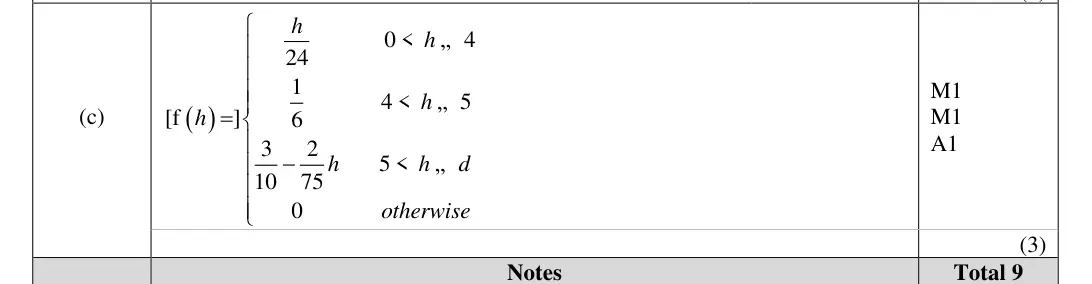 (c)
[f(h)=]{ h/24 0 < h „ 4
1/6 4 < h „ 5
3/10 − 2/75 h 5 < h „ d
0 otherwise
M1
M1
A1
(3)
Notes Total 9